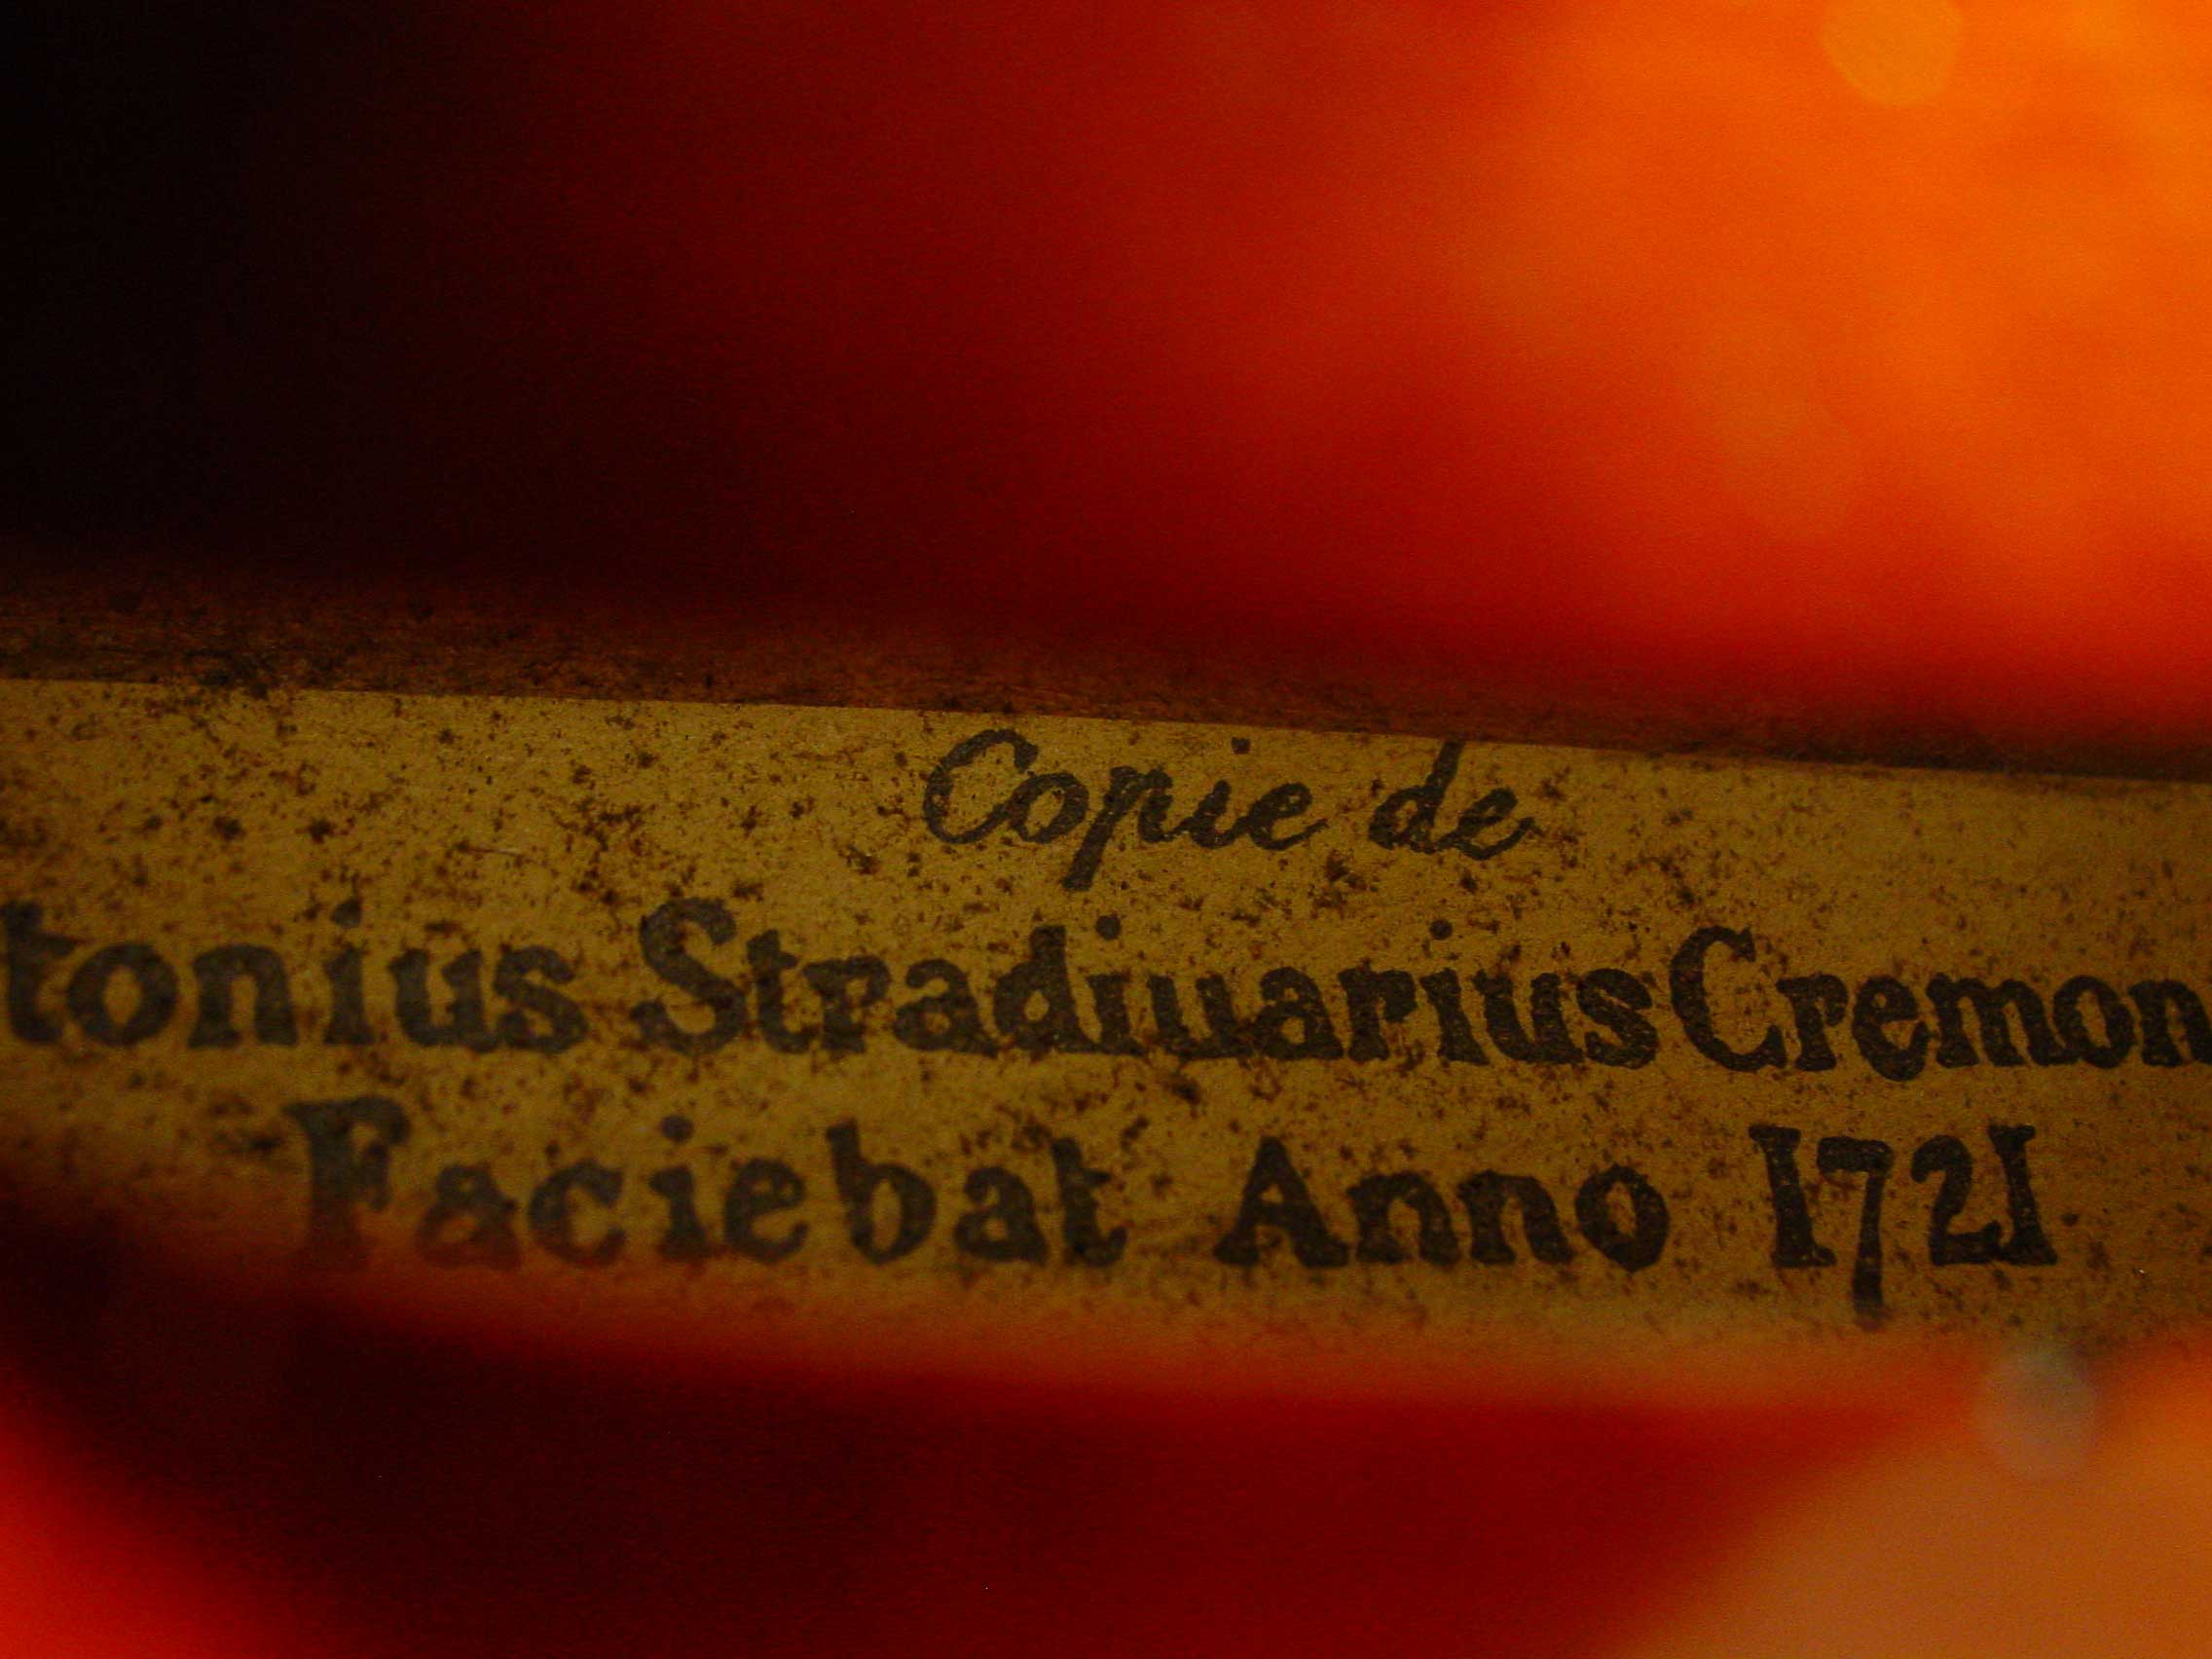 Copie de
tonius Stradiuarius Cremon
Faciebat Anno 1721